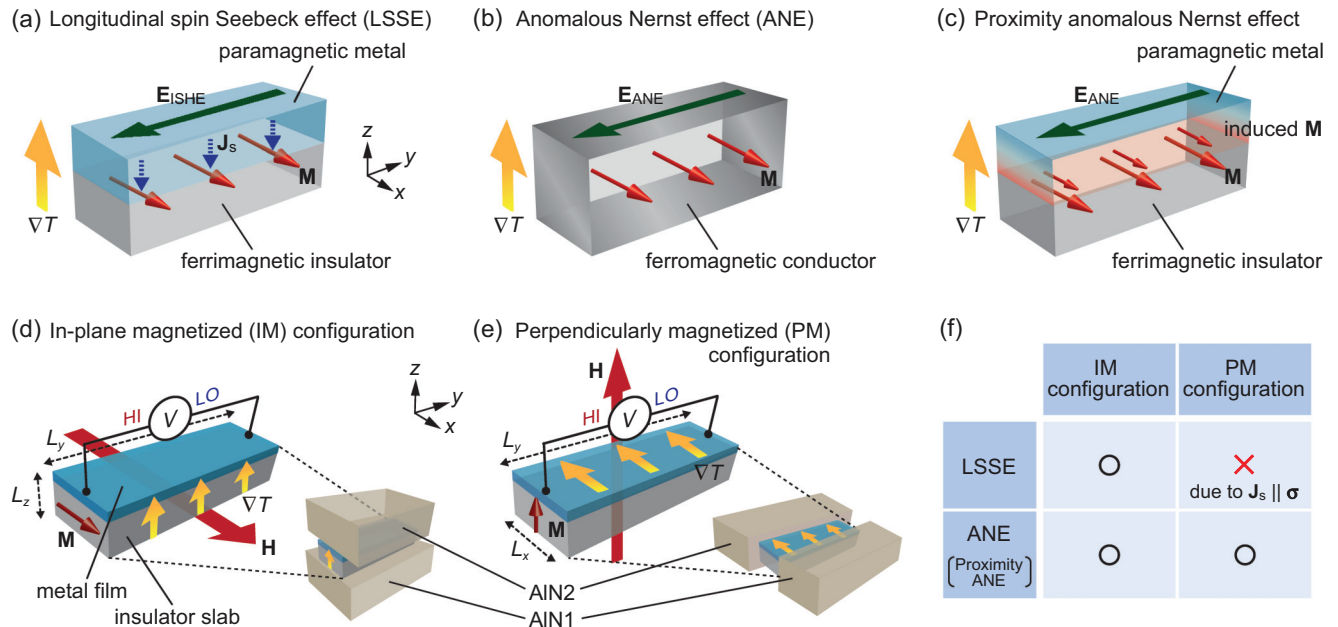 (a) Longitudinal spin Seebeck effect (LSSE)
paramagnetic metal
E_ISHE
J_s
M
∇T
z
y
x
ferrimagnetic insulator
(b) Anomalous Nernst effect (ANE)
E_ANE
M
ferromagnetic conductor
(c) Proximity anomalous Nernst effect
paramagnetic metal
E_ANE
induced M
M
∇T
ferrimagnetic insulator
(d) In-plane magnetized (IM) configuration
HI
V
LO
L_y
L_z
∇T
M
H
metal film
insulator slab
z
y
x
(e) Perpendicularly magnetized (PM)
configuration
H
HI
V
LO
L_y
∇T
M
L_x
AlN2
AlN1
(f)
IM
configuration
PM
configuration
LSSE
○
×
due to J_s || σ
ANE
(Proximity
ANE)
○
○